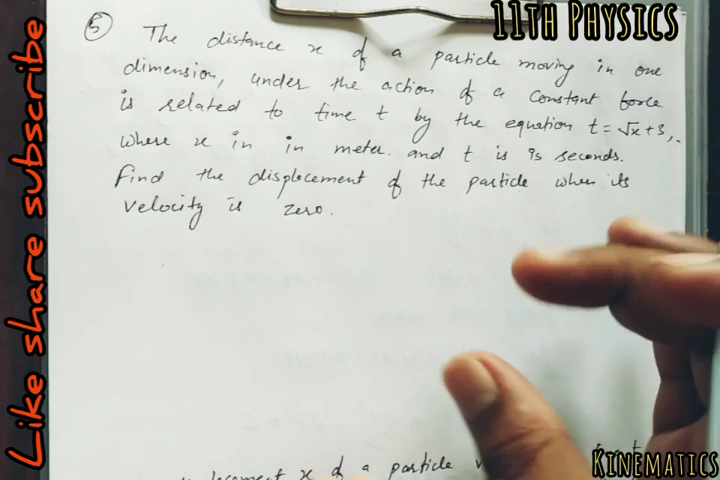 11th Physics
Like share subscribe
5 The distance x of a particle moving in one
dimension, under the action of a constant force
is related to time t by the equation t = √x + 3,
where x in in meter. and t is is seconds.
Find the displacement of the particle when its
velocity is zero.
x of a particle
Kinematics